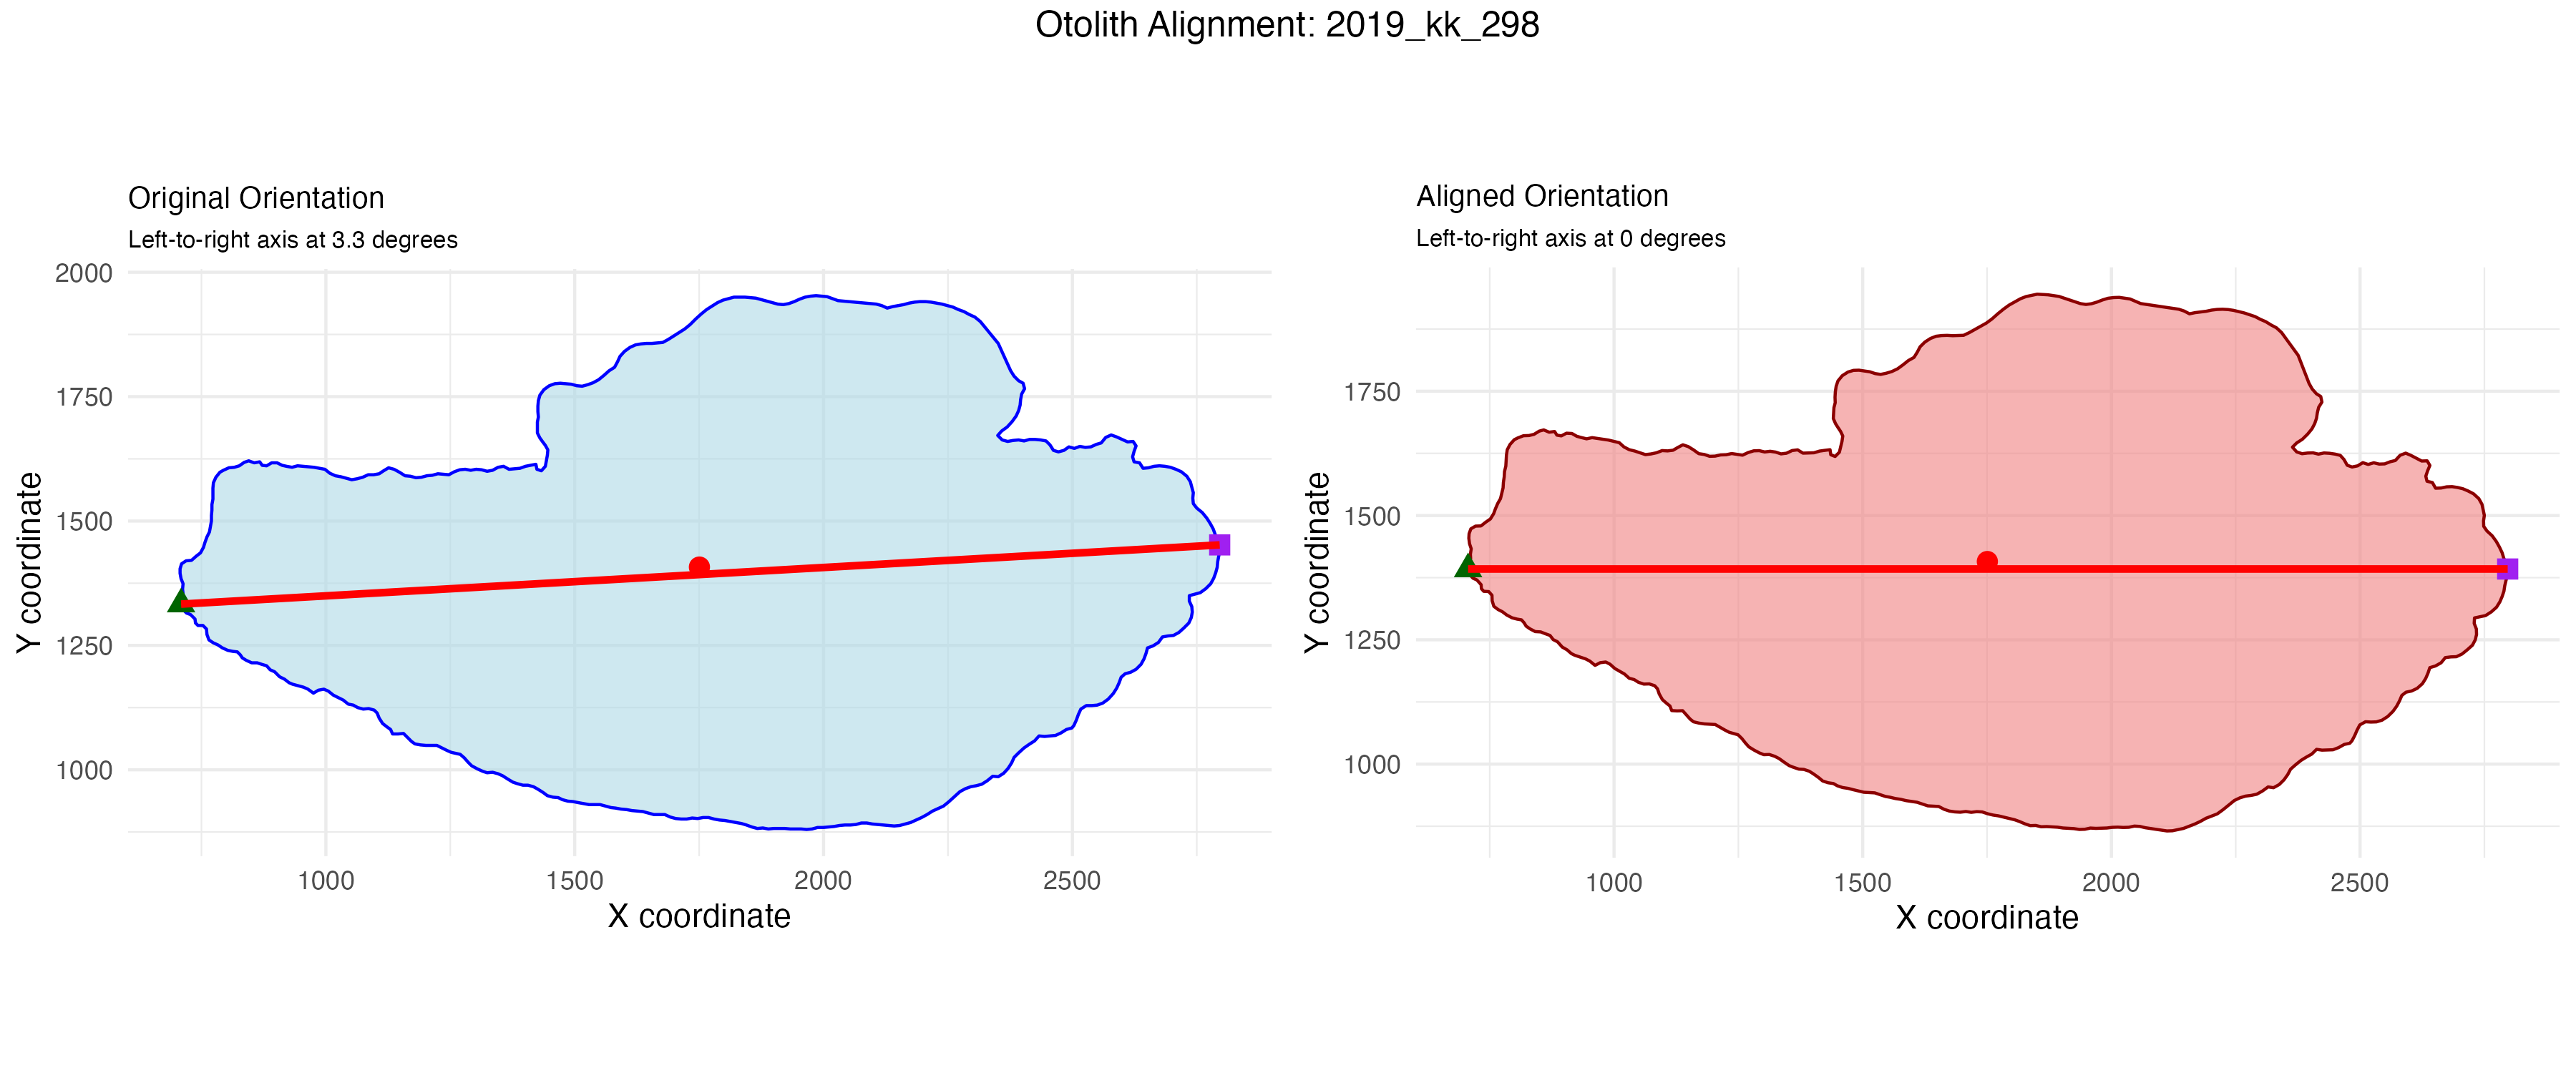 Otolith Alignment: 2019_kk_298
Original Orientation
Left-to-right axis at 3.3 degrees
2000
1750
1500
1250
1000
Y coordinate
1000 1500 2000 2500
X coordinate
Aligned Orientation
Left-to-right axis at 0 degrees
1750
1500
1250
1000
Y coordinate
1000 1500 2000 2500
X coordinate